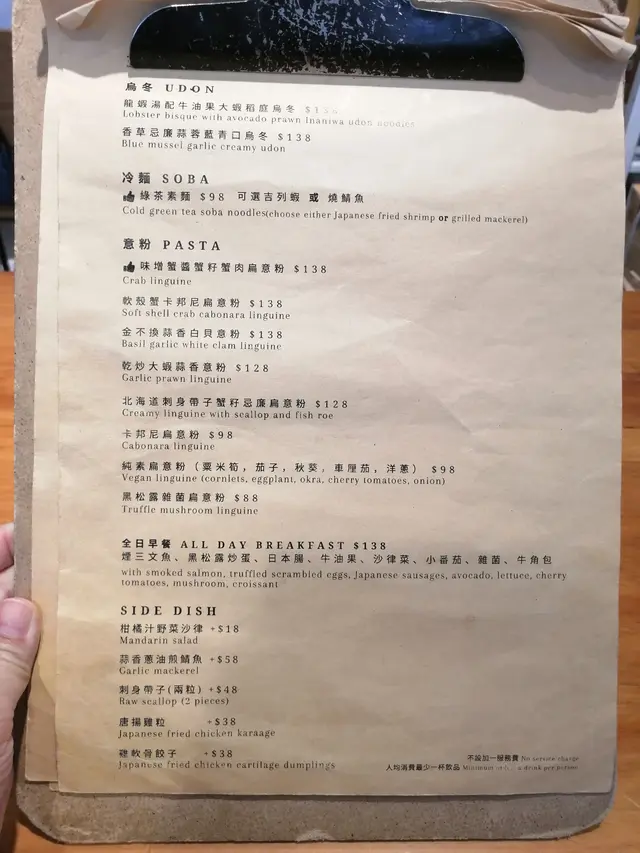 烏冬 UDON
龍蝦湯配牛油果大蝦稻庭烏冬
Lobster bisque with avocado prawn Inaniwa udon noodles
香草忌廉蒜蓉藍青口烏冬 $138
Blue mussel garlic creamy udon
冷麵 SOBA
綠茶素麵 $98 可選吉列蝦 或 燒鯖魚
Cold green tea soba noodles(choose either Japanese fried shrimp or grilled mackerel)
意粉 PASTA
味增蟹醬蟹籽蟹肉扁意粉 $138
Crab linguine
軟殼蟹卡邦尼扁意粉 $138
Soft shell crab cabonara linguine
金不換蒜香白貝意粉 $138
Basil garlic white clam linguine
乾炒大蝦蒜香意粉 $128
Garlic prawn linguine
北海道刺身帶子蟹籽忌廉扁意粉 $128
Creamy linguine with scallop and fish roe
卡邦尼扁意粉 $98
Cabonara linguine
純素扁意粉（粟米筍，茄子，秋葵，車厘茄，洋蔥） $98
Vegan linguine (cornlets, eggplant, okra, cherry tomatoes, onion)
黑松露雜菌扁意粉 $88
Truffle mushroom linguine
全日早餐 ALL DAY BREAKFAST $138
煙三文魚、黑松露炒蛋、日本腸、牛油果、沙律菜、小番茄、雜菌、牛角包
with smoked salmon, truffled scrambled eggs, Japanese sausages, avocado, lettuce, cherry
tomatoes, mushroom, croissant
SIDE DISH
柑橘汁野菜沙律 +$18
Mandarin salad
蒜香蔥油煎鯖魚 +$58
Garlic mackerel
刺身帶子(兩粒) +$48
Raw scallop (2 pieces)
唐揚雞粒 +$38
Japanese fried chicken karaage
雞軟骨餃子 +$38
Japanese fried chicken cartilage dumplings
不設加一服務費 No service charge
人均消費最少一杯飲品 Minimum a drink per person